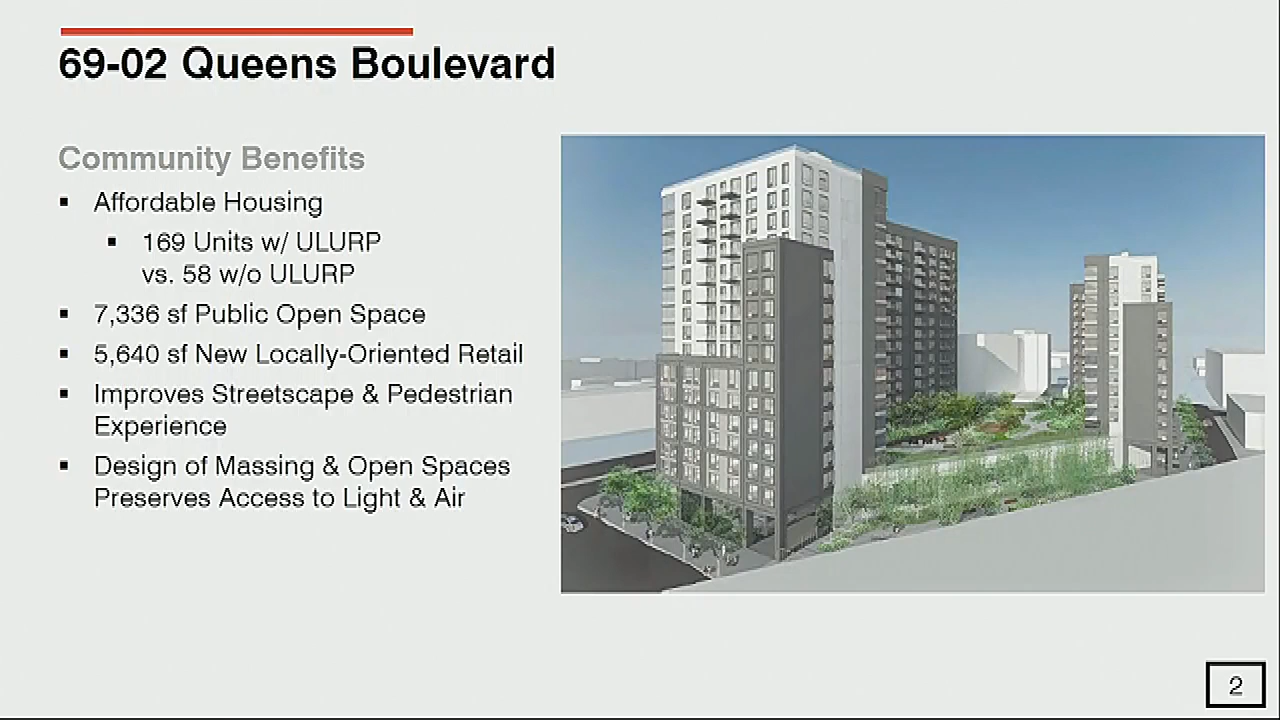 69-02 Queens Boulevard
Community Benefits
▪ Affordable Housing
▪ 169 Units w/ ULURP
vs. 58 w/o ULURP
▪ 7,336 sf Public Open Space
▪ 5,640 sf New Locally-Oriented Retail
▪ Improves Streetscape & Pedestrian
Experience
▪ Design of Massing & Open Spaces
Preserves Access to Light & Air
2